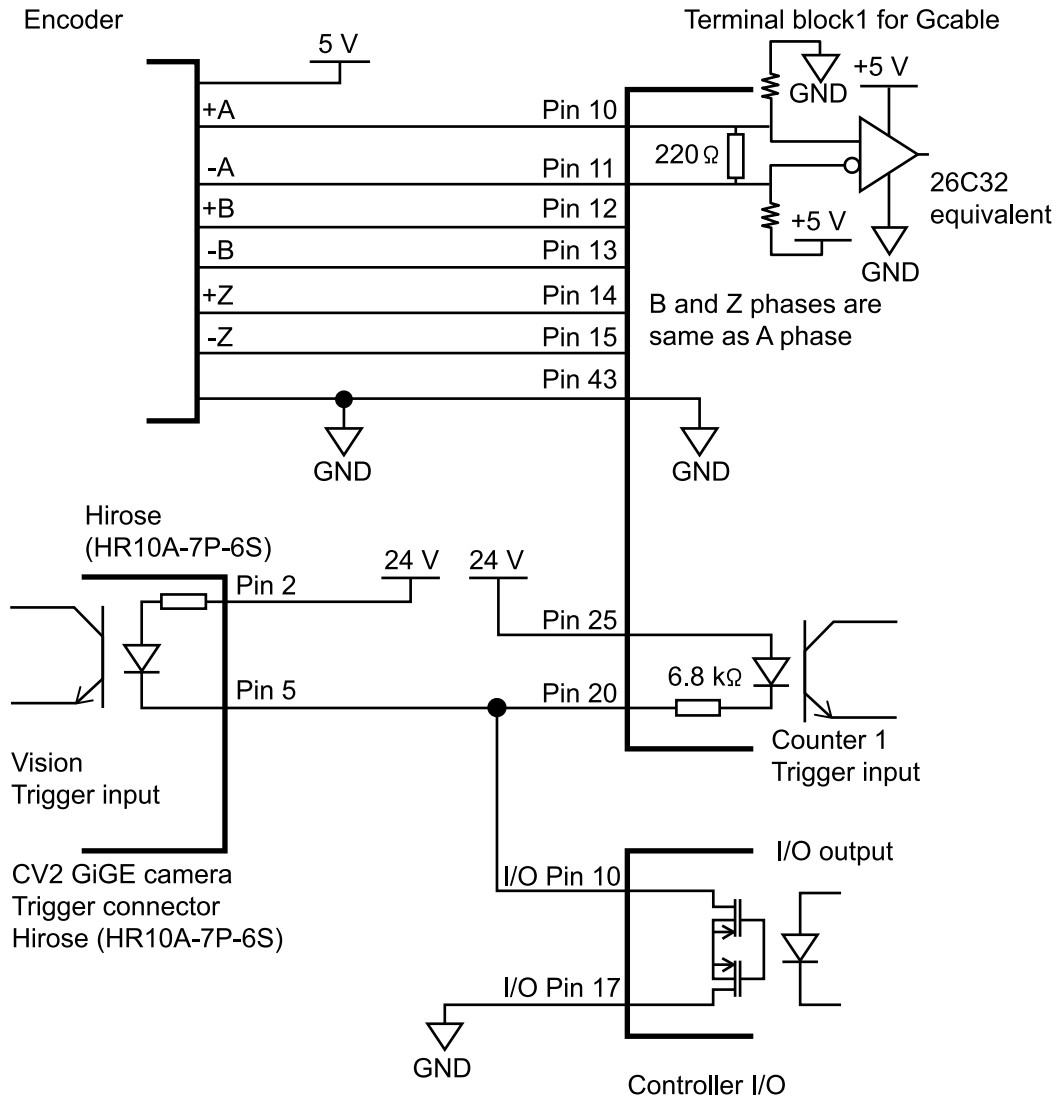 Encoder
Terminal block1 for Gcable
5 V
GND
+5 V
+A
Pin 10
220 Ω
-A
Pin 11
26C32
equivalent
+B
Pin 12
+5 V
-B
Pin 13
GND
+Z
Pin 14
B and Z phases are
same as A phase
-Z
Pin 15
Pin 43
GND
GND
Hirose
(HR10A-7P-6S)
24 V
24 V
Pin 2
Pin 25
6.8 kΩ
Pin 5
Pin 20
Counter 1
Trigger input
Vision
Trigger input
I/O output
CV2 GiGE camera
Trigger connector
Hirose (HR10A-7P-6S)
I/O Pin 10
I/O Pin 17
GND
Controller I/O